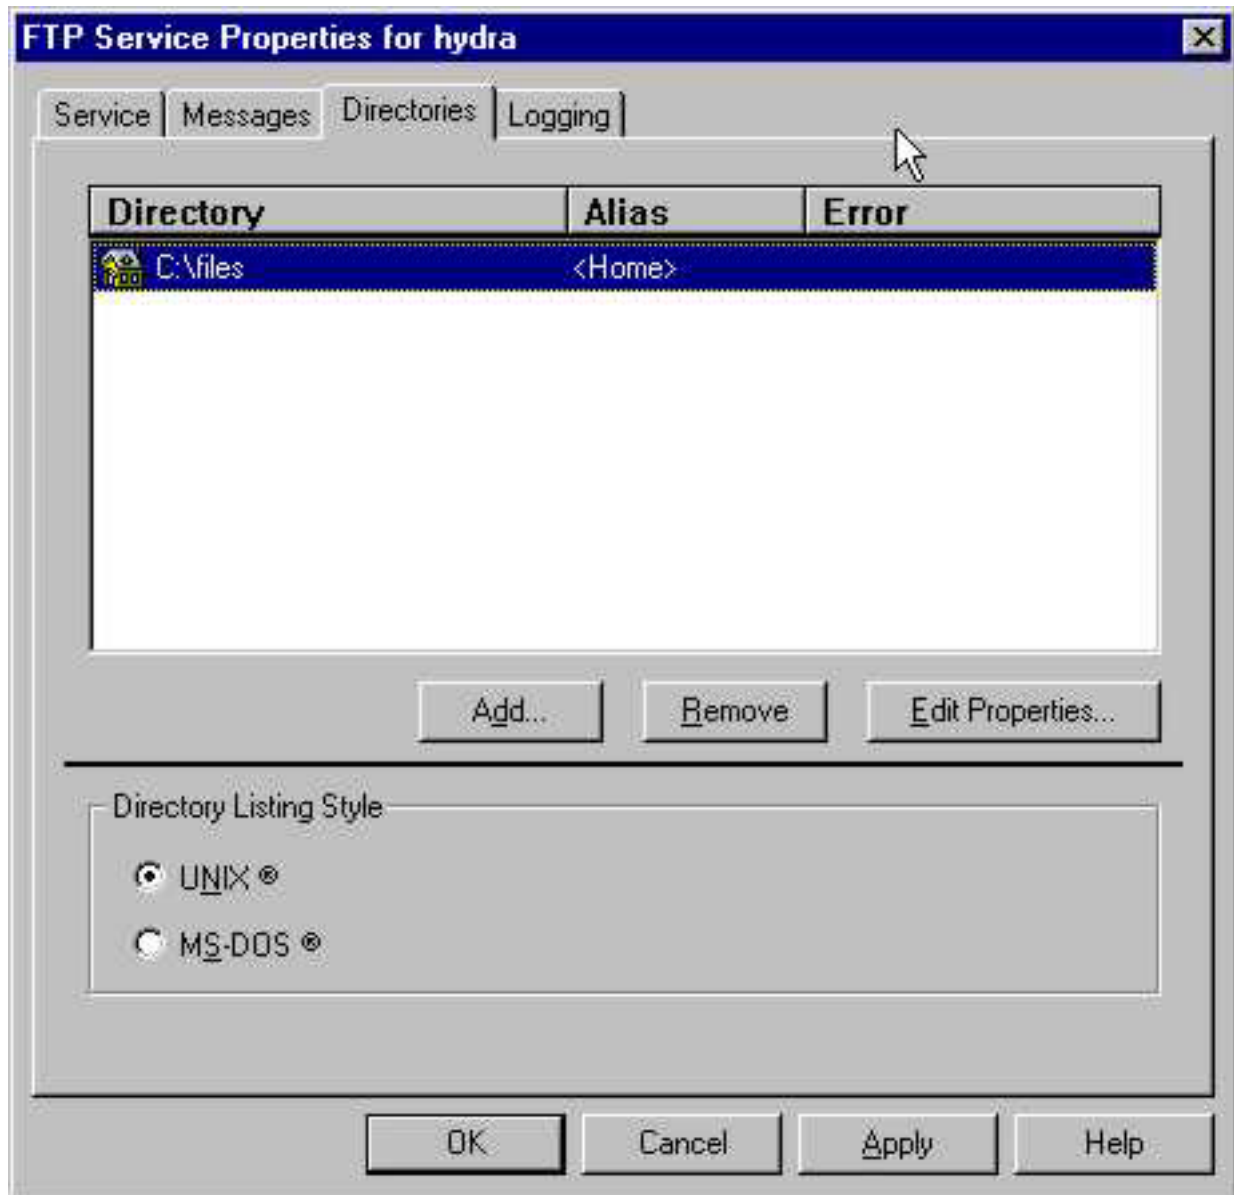 FTP Service Properties for hydra
Service Messages Directories Logging
Directory Alias Error
C:\files <Home>
Add... Remove Edit Properties...
Directory Listing Style
UNIX ®
MS-DOS ®
OK Cancel Apply Help